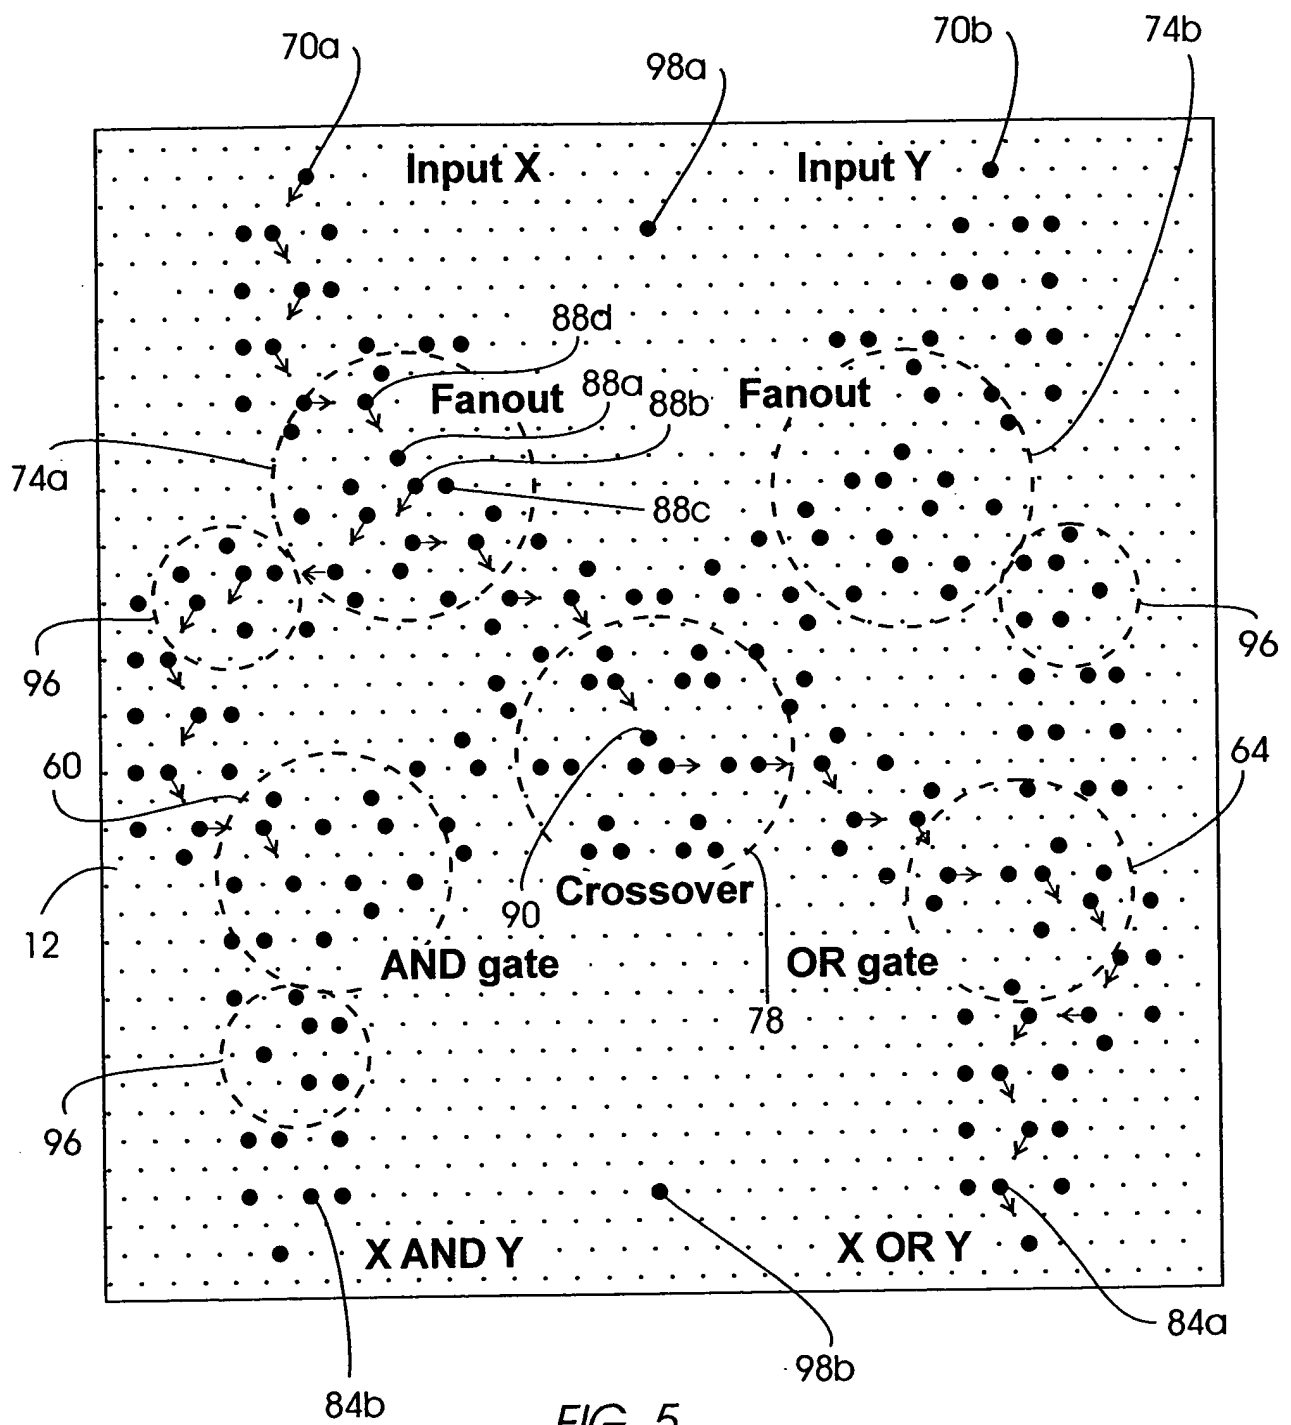 70a
98a
70b
74b
Input X
Input Y
88d
88a
88b
Fanout
Fanout
74a
88c
96
96
60
64
90
Crossover
12
AND gate
OR gate
78
96
X AND Y
X OR Y
84a
98b
84b
FIG. 5